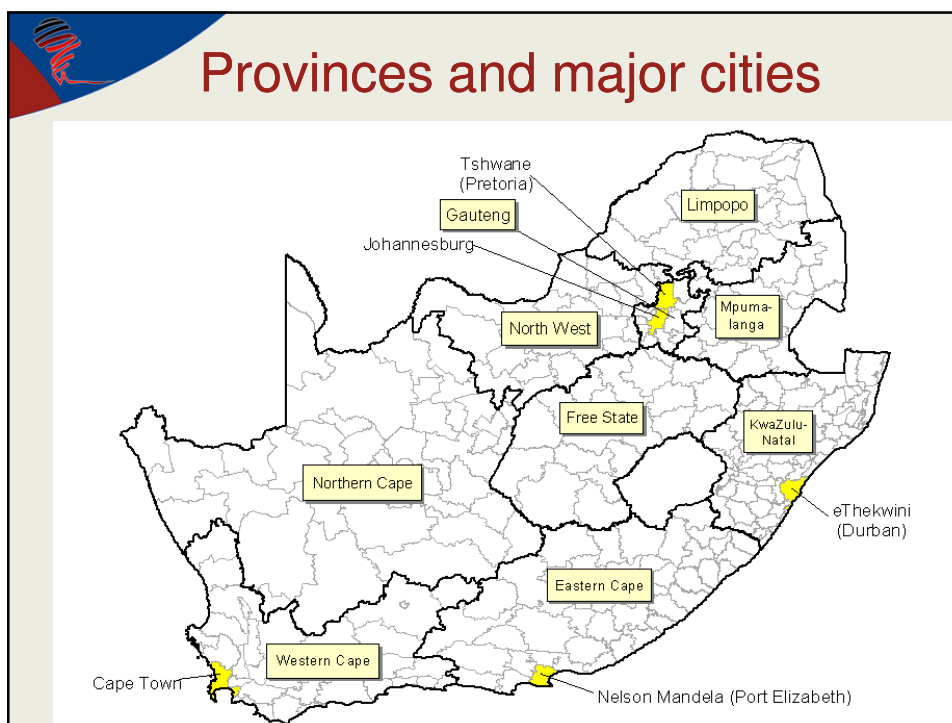 Provinces and major cities
Tshwane
(Pretoria)
Limpopo
Gauteng
Johannesburg
Mpuma-
langa
North West
Free State
KwaZulu-
Natal
Northern Cape
eThekwini
(Durban)
Eastern Cape
Western Cape
Cape Town
Nelson Mandela (Port Elizabeth)